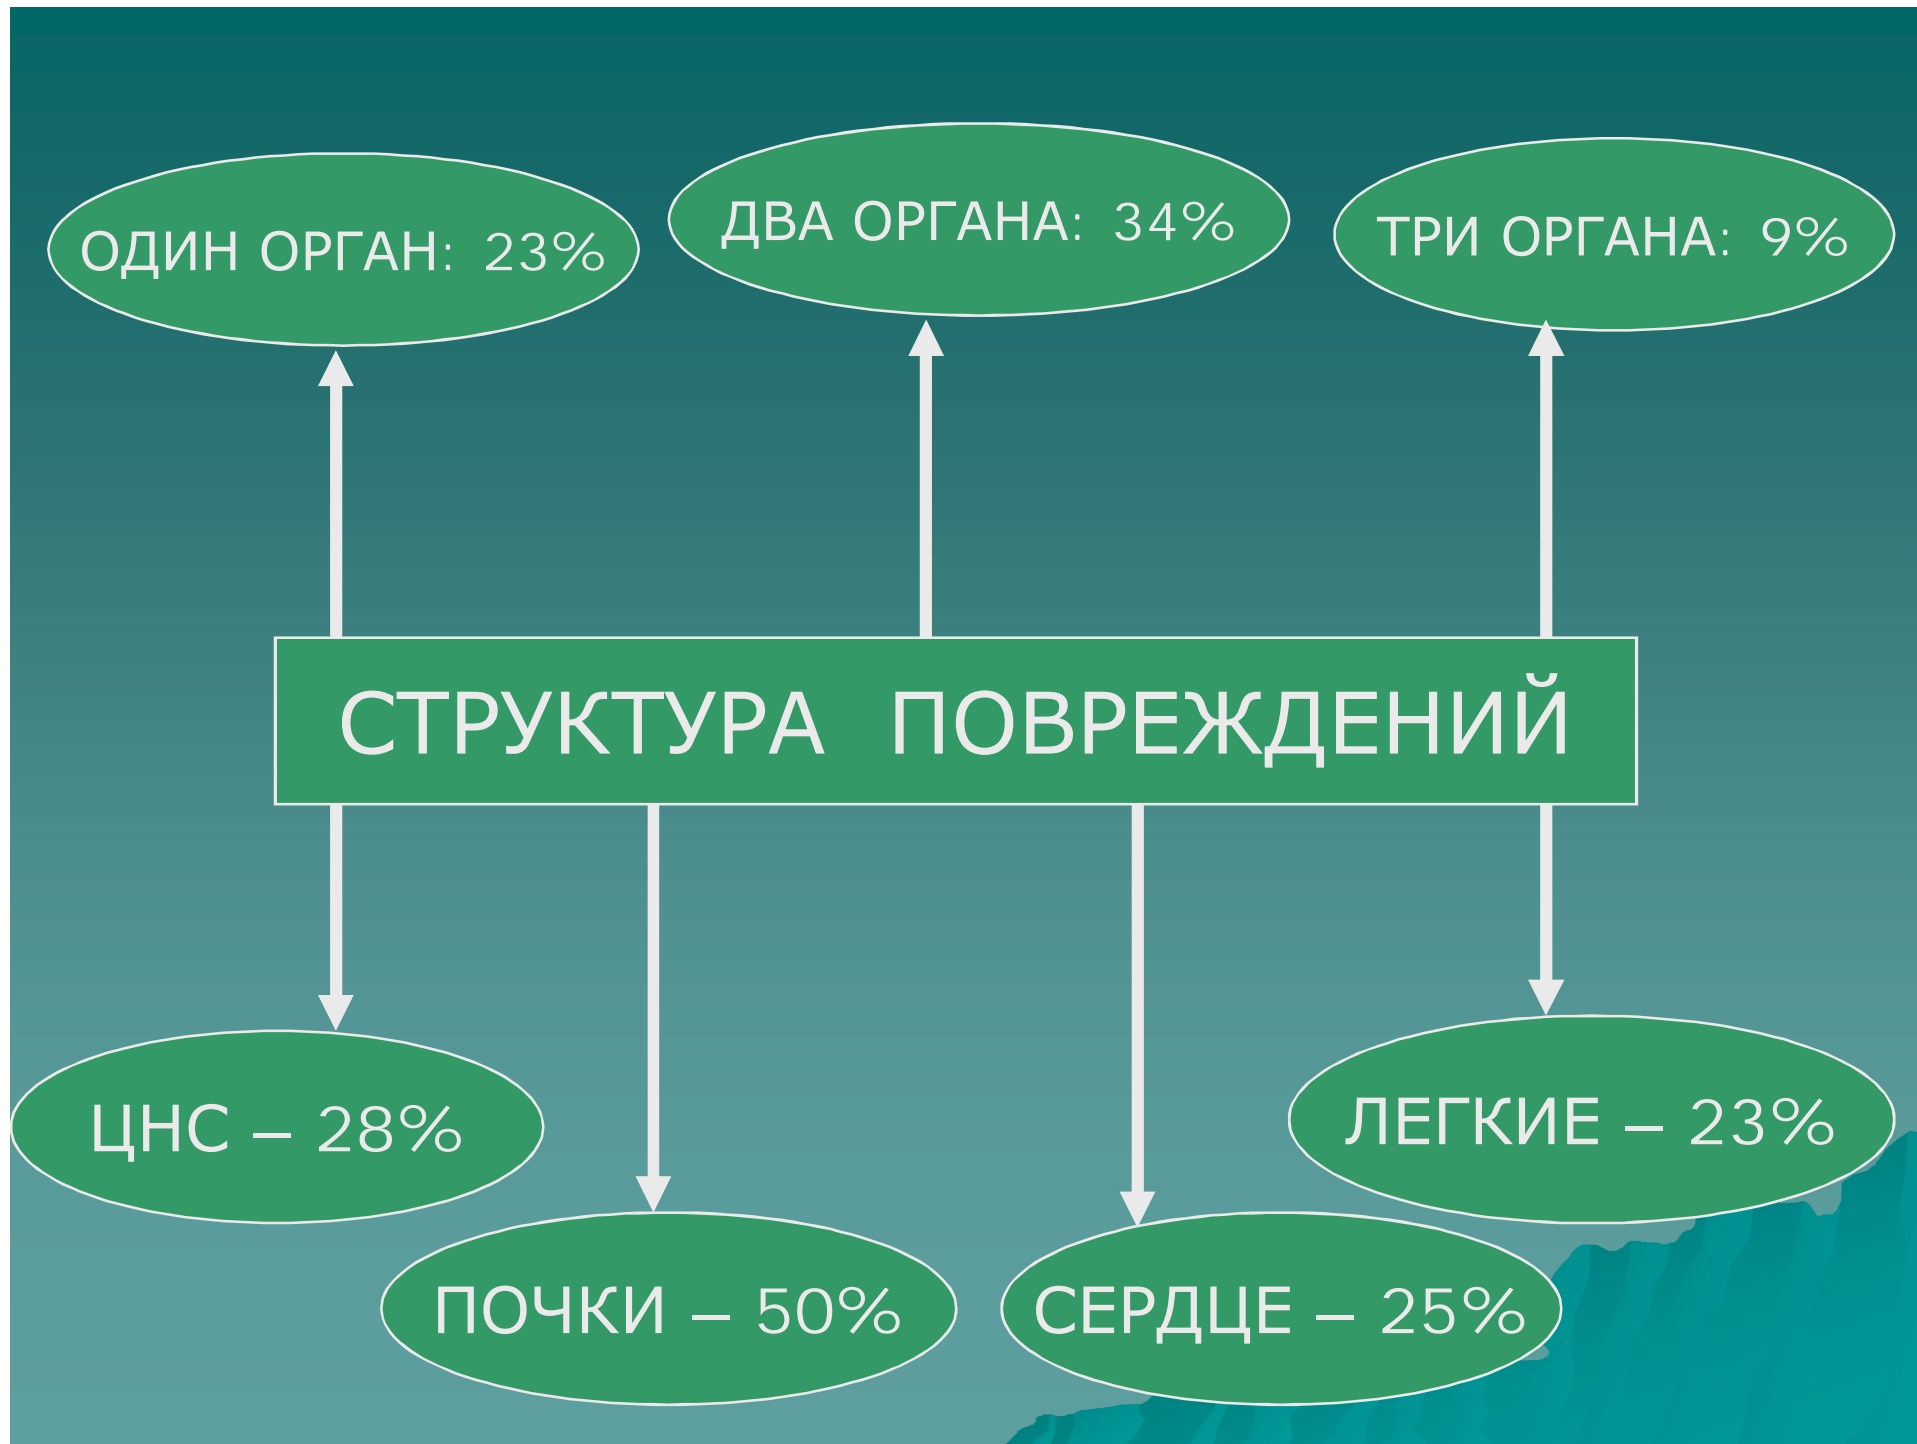 ОДИН ОРГАН: 23%
ДВА ОРГАНА: 34%
ТРИ ОРГАНА: 9%
СТРУКТУРА ПОВРЕЖДЕНИЙ
ЦНС – 28%
ПОЧКИ – 50%
СЕРДЦЕ – 25%
ЛЕГКИЕ – 23%